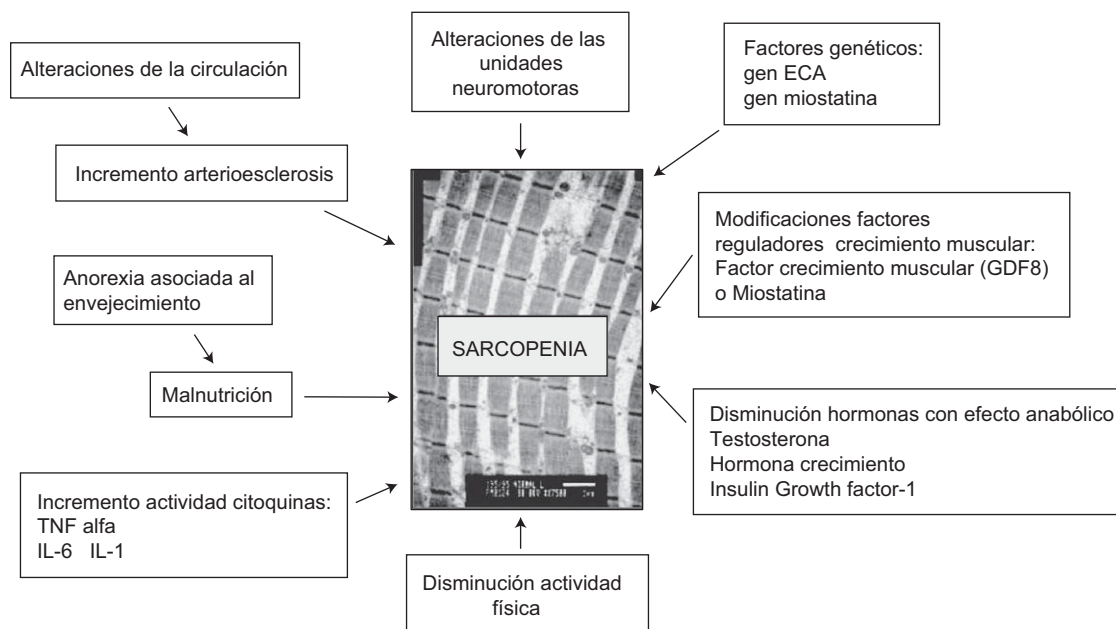 Alteraciones de la circulación
Incremento arterioesclerosis
Anorexia asociada al
envejecimiento
Malnutrición
Incremento actividad citoquinas:
TNF alfa
IL-6 IL-1
Alteraciones de las
unidades
neuromotoras
SARCOPENIA
Disminución actividad
física
Factores genéticos:
gen ECA
gen miostatina
Modificaciones factores
reguladores crecimiento muscular:
Factor crecimiento muscular (GDF8)
o Miostatina
Disminución hormonas con efecto anabólico
Testosterona
Hormona crecimiento
Insulin Growth factor-1